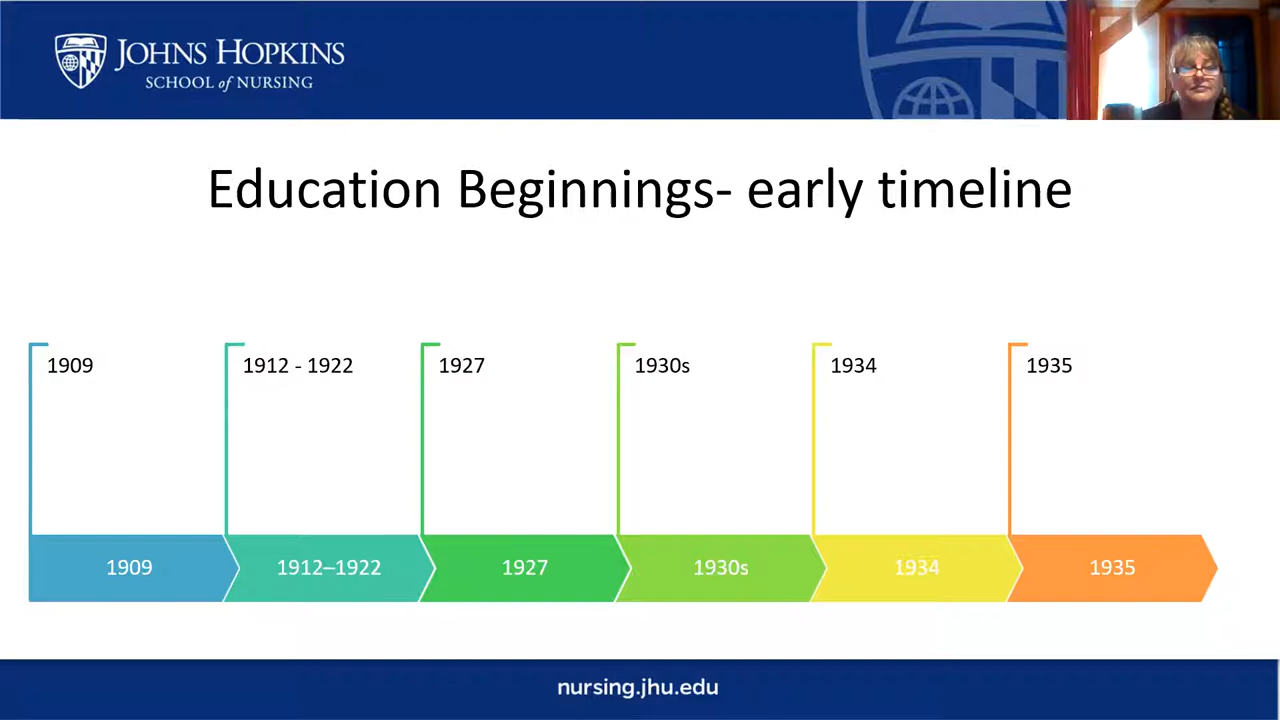 JOHNS HOPKINS
SCHOOL of NURSING
Education Beginnings- early timeline
1909
1912 - 1922
1927
1930s
1934
1935
1909
1912–1922
1927
1930s
1934
1935
nursing.jhu.edu